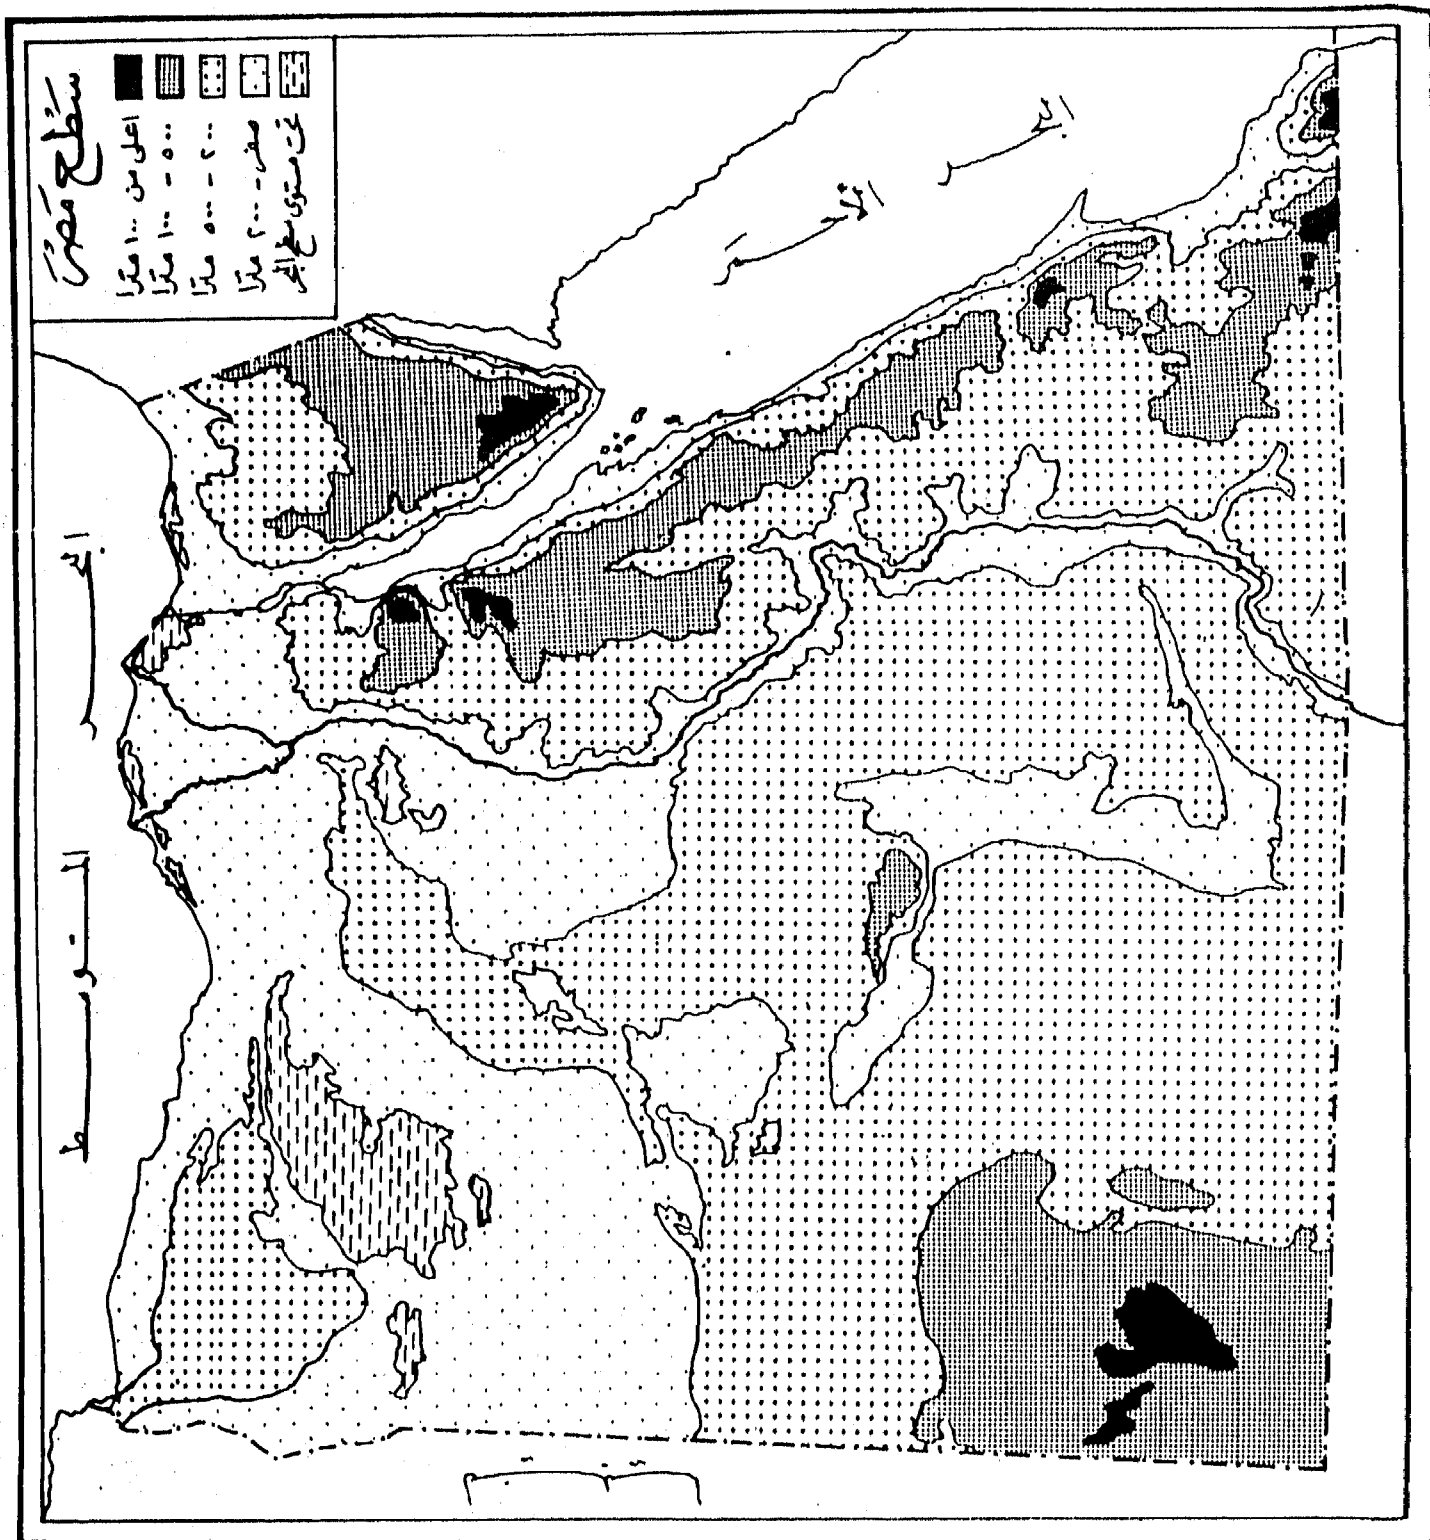 سطح مصر
أعلى من ١٠٠٠ مترا
٥٠٠ - ١٠٠٠ مترا
٢٠٠ - ٥٠٠ مترا
صفر - ٢٠٠ مترا
تحت مستوى سطح البحر
البحر
الأحمر
البحر
المتوسط